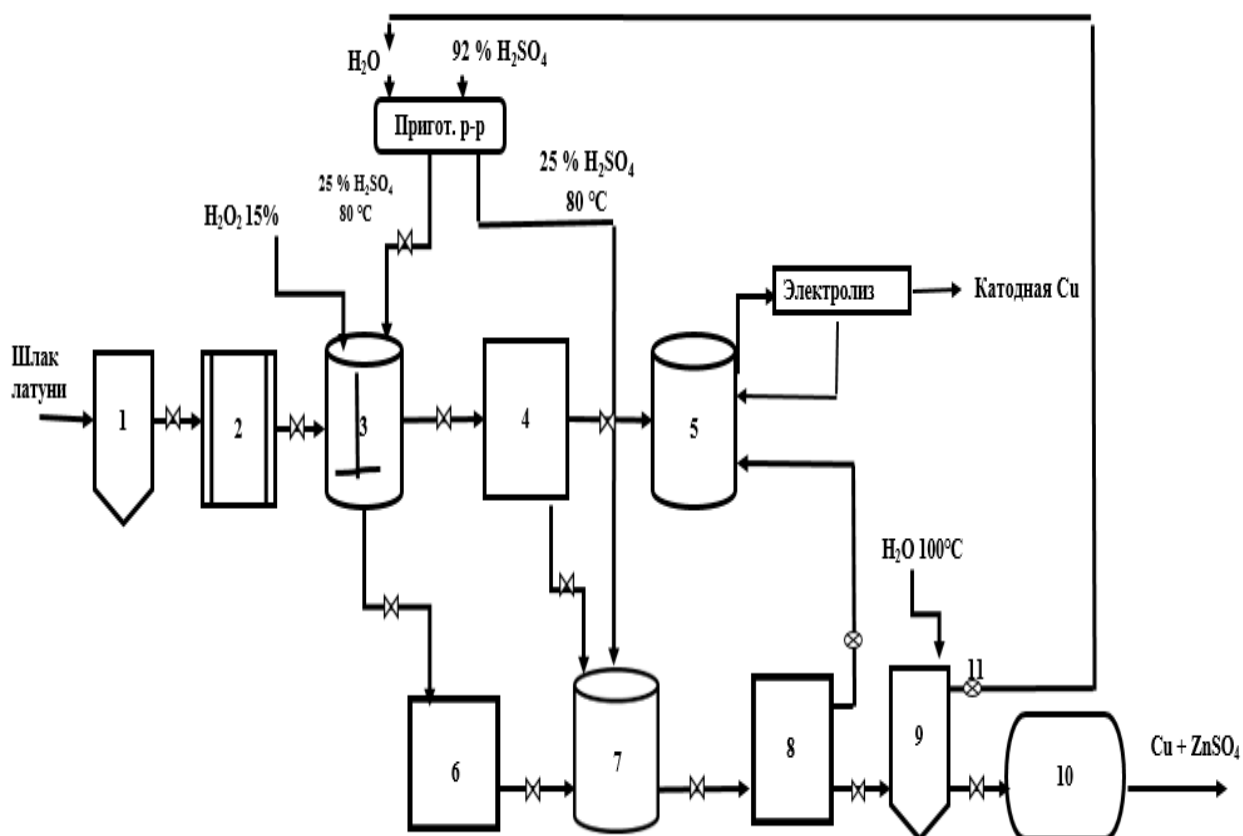 H₂O
92 % H₂SO₄
Пригот. р-р
25 % H₂SO₄
80 °C
25 % H₂SO₄
80 °C
H₂O₂ 15%
Электролиз
Катодная Cu
Шлак
латуни
1
2
3
4
5
H₂O 100°C
11
6
7
8
9
10
Cu + ZnSO₄